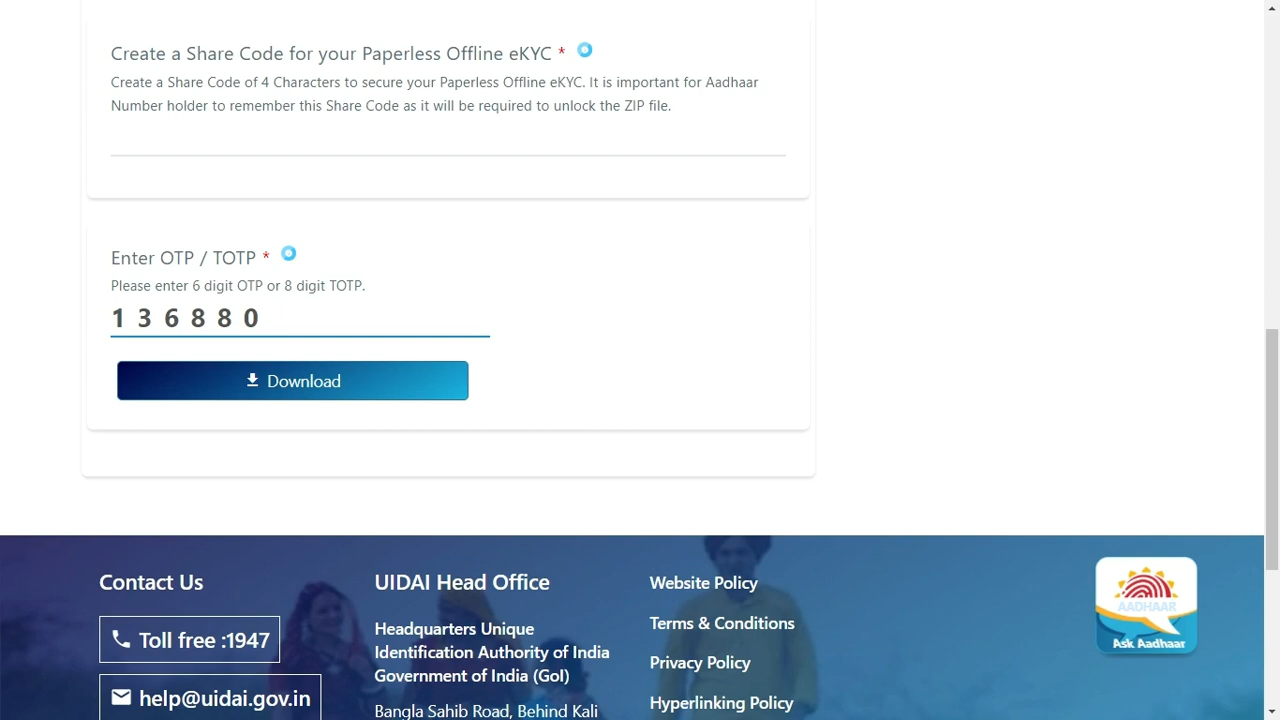 Create a Share Code for your Paperless Offline eKYC *
Create a Share Code of 4 Characters to secure your Paperless Offline eKYC. It is important for Aadhaar
Number holder to remember this Share Code as it will be required to unlock the ZIP file.
Enter OTP / TOTP *
Please enter 6 digit OTP or 8 digit TOTP.
1 3 6 8 8 0
Download
Contact Us
Toll free :1947
help@uidai.gov.in
UIDAI Head Office
Headquarters Unique
Identification Authority of India
Government of India (GoI)
Bangla Sahib Road, Behind Kali
Website Policy
Terms & Conditions
Privacy Policy
Hyperlinking Policy
AADHAAR
Ask Aadhaar